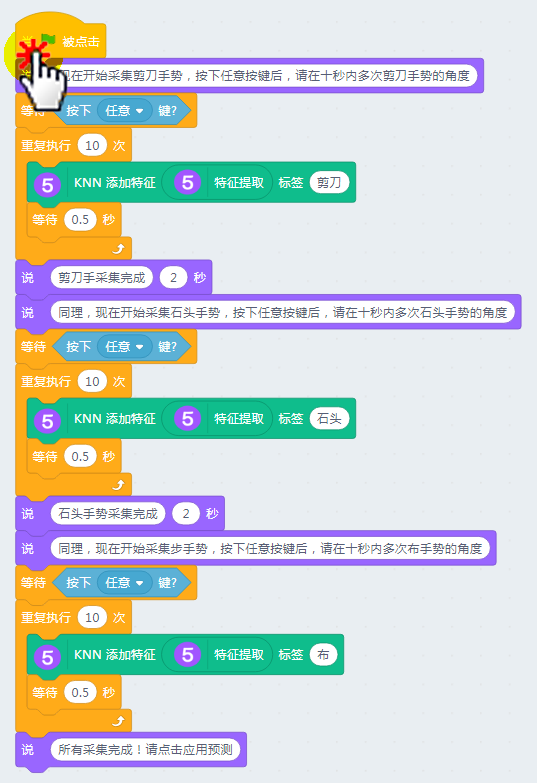 被点击
现在开始采集剪刀手势，按下任意按键后，请在十秒内多次剪刀手势的角度
等待 按下 任意 键?
重复执行 10 次
5 KNN 添加特征 5 特征提取 标签 剪刀
等待 0.5 秒
说 剪刀手采集完成 2 秒
说 同理，现在开始采集石头手势，按下任意按键后，请在十秒内多次石头手势的角度
等待 按下 任意 键?
重复执行 10 次
5 KNN 添加特征 5 特征提取 标签 石头
等待 0.5 秒
说 石头手势采集完成 2 秒
说 同理，现在开始采集步手势，按下任意按键后，请在十秒内多次布手势的角度
等待 按下 任意 键?
重复执行 10 次
5 KNN 添加特征 5 特征提取 标签 布
等待 0.5 秒
说 所有采集完成！请点击应用预测